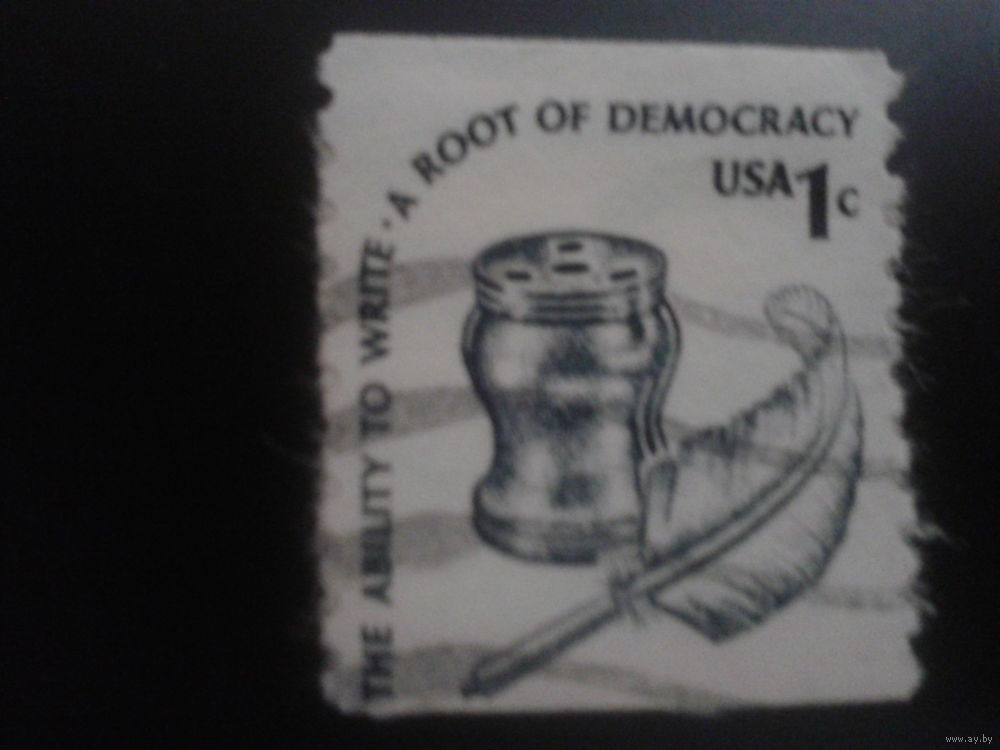 THE ABILITY TO WRITE · A ROOT OF DEMOCRACY
USA 1c
www.ay.by